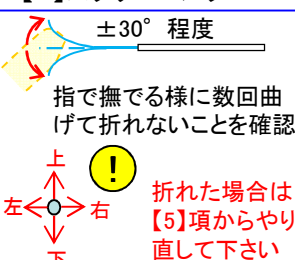 ±30°程度
指で撫でる様に数回曲
げて折れないことを確認
上
!
左
右
下
折れた場合は
【5】項からやり
直して下さい